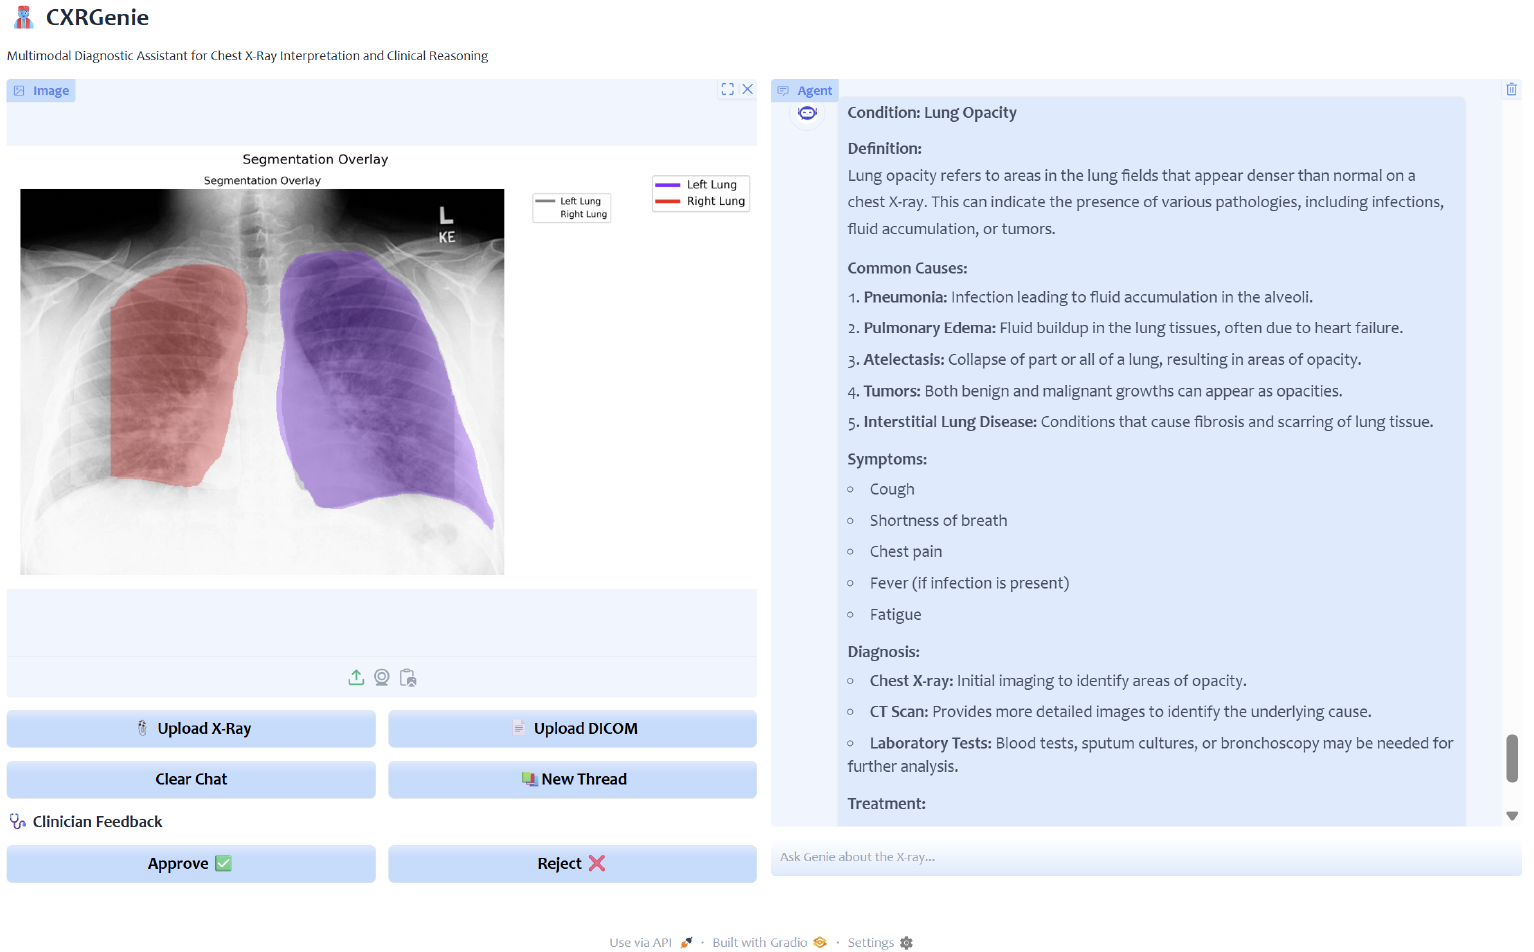 CXRGenie
Multimodal Diagnostic Assistant for Chest X-Ray Interpretation and Clinical Reasoning
Image
Segmentation Overlay
Segmentation Overlay
L
KE
Left Lung
Right Lung
Left Lung
Right Lung
Upload X-Ray
Upload DICOM
Clear Chat
New Thread
Clinician Feedback
Approve
Reject
Agent
Condition: Lung Opacity
Definition:
Lung opacity refers to areas in the lung fields that appear denser than normal on a
chest X-ray. This can indicate the presence of various pathologies, including infections,
fluid accumulation, or tumors.
Common Causes:
1. Pneumonia: Infection leading to fluid accumulation in the alveoli.
2. Pulmonary Edema: Fluid buildup in the lung tissues, often due to heart failure.
3. Atelectasis: Collapse of part or all of a lung, resulting in areas of opacity.
4. Tumors: Both benign and malignant growths can appear as opacities.
5. Interstitial Lung Disease: Conditions that cause fibrosis and scarring of lung tissue.
Symptoms:
Cough
Shortness of breath
Chest pain
Fever (if infection is present)
Fatigue
Diagnosis:
Chest X-ray: Initial imaging to identify areas of opacity.
CT Scan: Provides more detailed images to identify the underlying cause.
Laboratory Tests: Blood tests, sputum cultures, or bronchoscopy may be needed for
further analysis.
Treatment:
Ask Genie about the X-ray...
Use via API · Built with Gradio · Settings